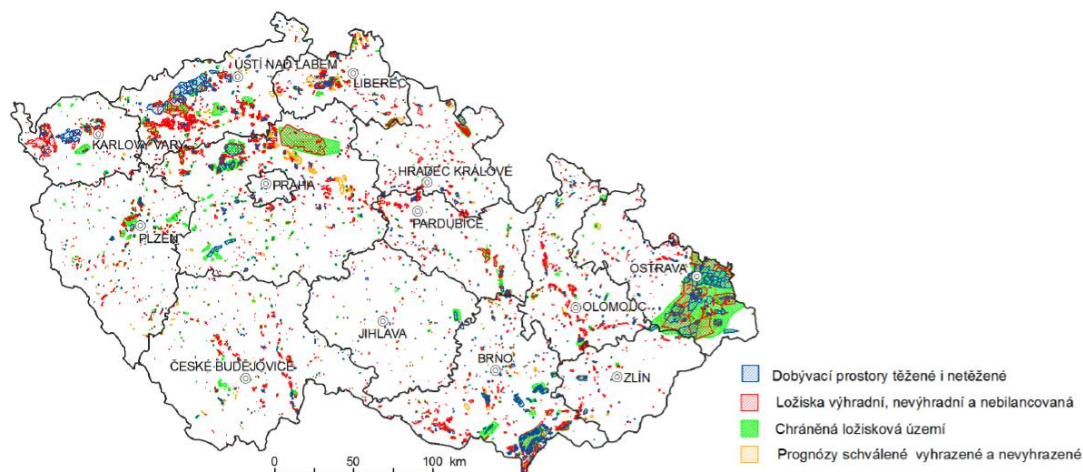 ÚSTÍ NAD LABEM
LIBEREC
KARLOVY VARY
HRADEC KRÁLOVÉ
PRAHA
PARDUBICE
PLZEŇ
OSTRAVA
OLOMOUC
JIHLAVA
BRNO
ČESKÉ BUDĚJOVICE
ZLÍN
Dobývací prostory těžené i netěžené
Ložiska výhradní, nevýhradní a nebilancovaná
Chráněná ložisková území
Prognózy schválené vyhrazené a nevyhrazené
0 50 100 km